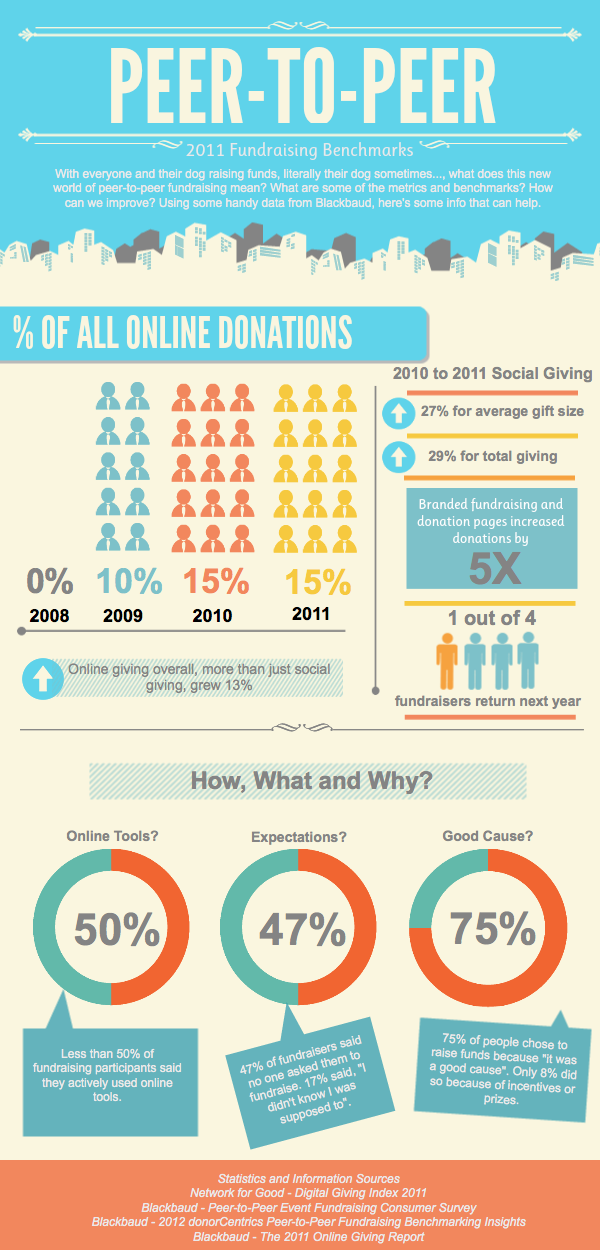 PEER-TO-PEER
2011 Fundraising Benchmarks
With everyone and their dog raising funds, literally their dog sometimes..., what does this new
world of peer-to-peer fundraising mean? What are some of the metrics and benchmarks? How
can we improve? Using some handy data from Blackbaud, here's some info that can help.
% OF ALL ONLINE DONATIONS
0% 10% 15% 15%
2008 2009 2010 2011
Online giving overall, more than just social
giving, grew 13%
2010 to 2011 Social Giving
27% for average gift size
29% for total giving
Branded fundraising and
donation pages increased
donations by
5X
1 out of 4
fundraisers return next year
How, What and Why?
Online Tools?
50%
Less than 50% of
fundraising participants said
they actively used online
tools.
Expectations?
47%
47% of fundraisers said
no one asked them to
fundraise. 17% said, "I
didn't know I was
supposed to".
Good Cause?
75%
75% of people chose to
raise funds because "it was
a good cause". Only 8% did
so because of incentives or
prizes.
Statistics and Information Sources
Network for Good - Digital Giving Index 2011
Blackbaud - Peer-to-Peer Event Fundraising Consumer Survey
Blackbaud - 2012 donorCentrics Peer-to-Peer Fundraising Benchmarking Insights
Blackbaud - The 2011 Online Giving Report